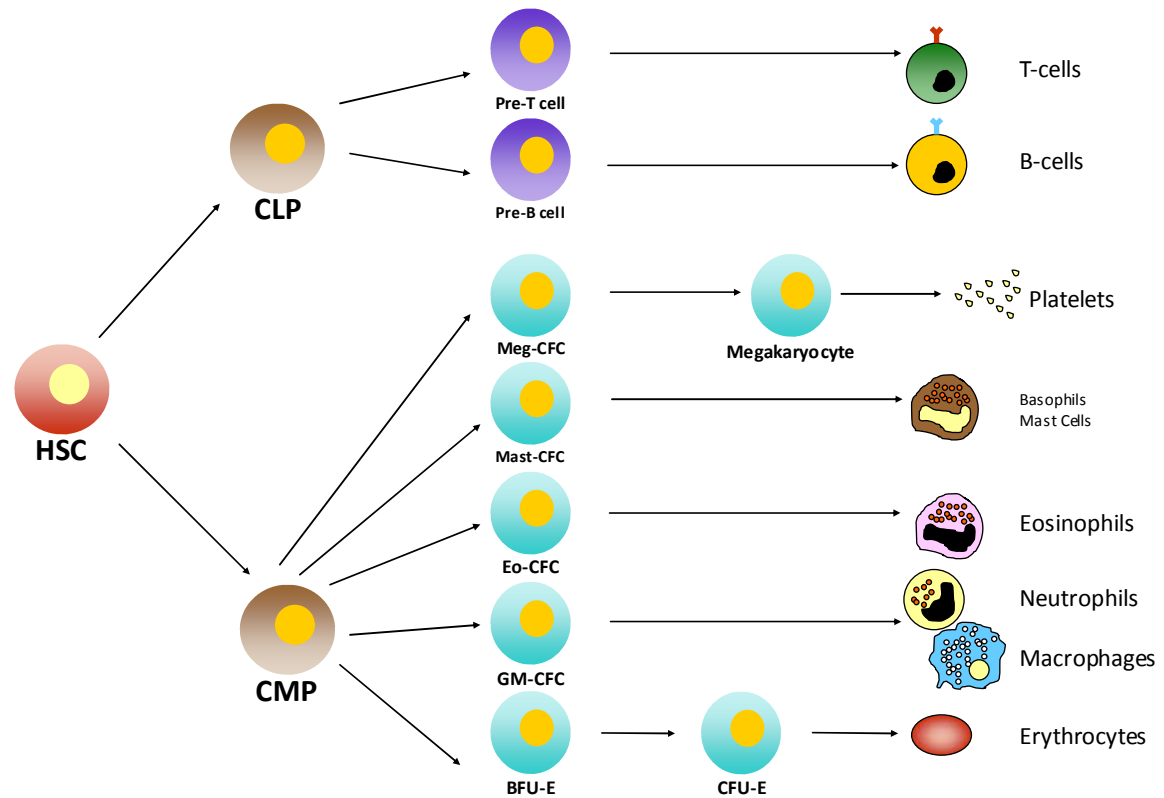 Pre-T cell
T-cells
CLP
Pre-B cell
B-cells
Meg-CFC
Megakaryocyte
Platelets
HSC
Mast-CFC
Basophils
Mast Cells
Eo-CFC
Eosinophils
CMP
GM-CFC
Neutrophils
Macrophages
BFU-E
CFU-E
Erythrocytes